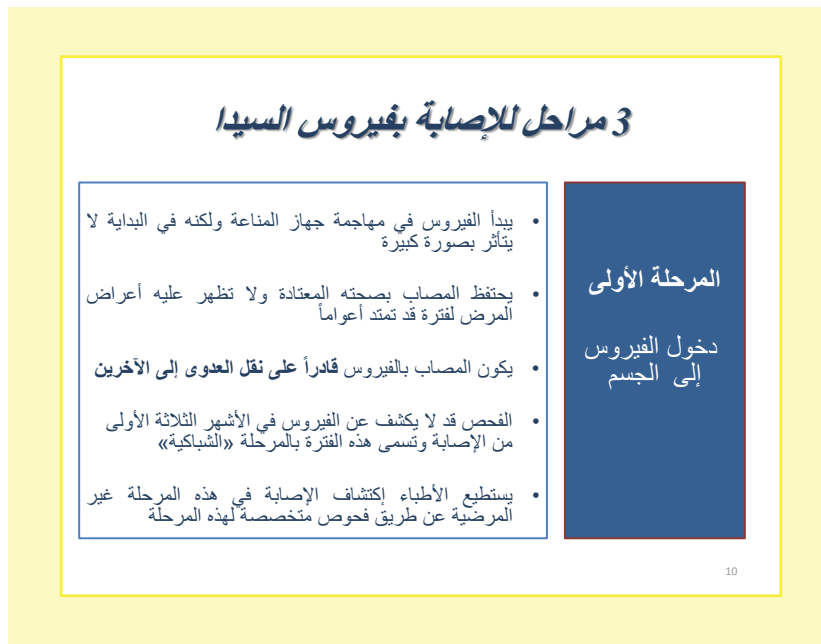 3 مراحل للإصابة بفيروس السيدا
المرحلة الأولى
دخول الفيروس
إلى الجسم
• يبدأ الفيروس في مهاجمة جهاز المناعة ولكنه في البداية لا
يتأثر بصورة كبيرة
• يحتفظ المصاب بصحته المعتادة ولا تظهر عليه أعراض
المرض لفترة قد تمتد أعواماً
• يكون المصاب بالفيروس قادراً على نقل العدوى إلى الآخرين
• الفحص قد لا يكشف عن الفيروس في الأشهر الثلاثة الأولى
من الإصابة وتسمى هذه الفترة بالمرحلة «الشباكية»
• يستطيع الأطباء إكتشاف الإصابة في هذه المرحلة غير
المرضية عن طريق فحوص متخصصة لهذه المرحلة
10